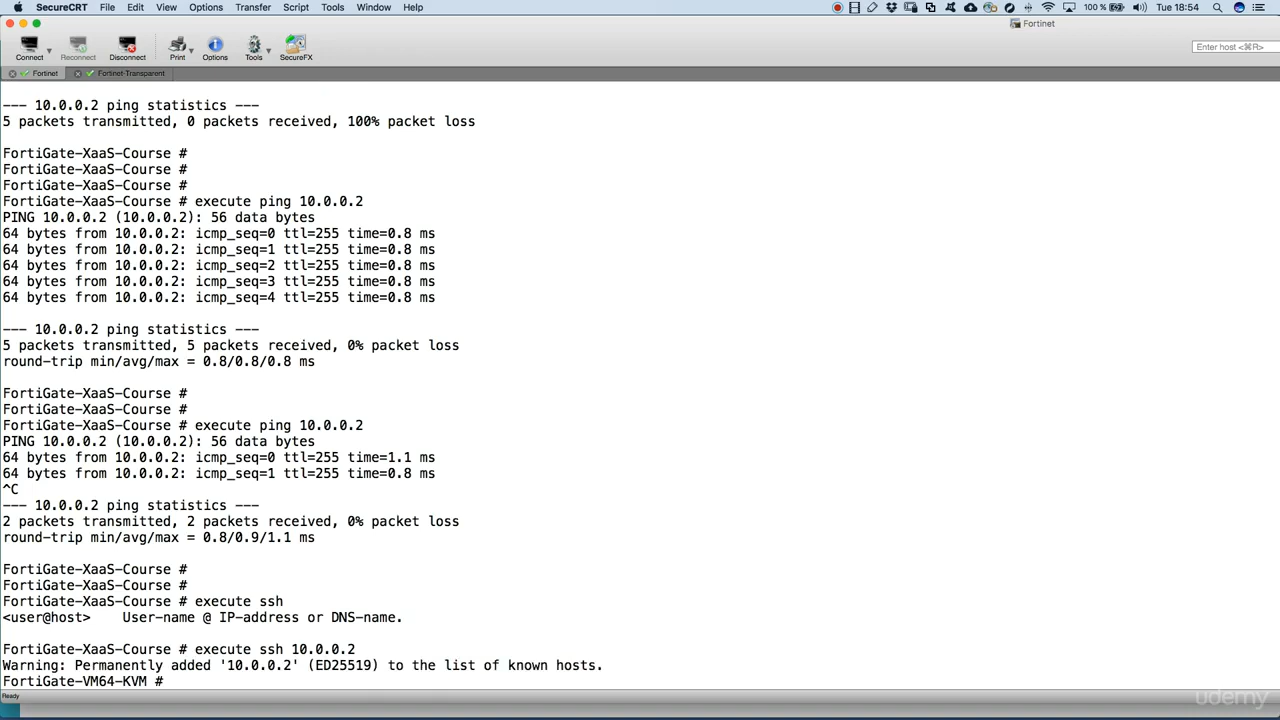 SecureCRT File Edit View Options Transfer Script Tools Window Help 100 % Tue 18:54
Fortinet
Connect Reconnect Disconnect Print Options Tools SecureFX Enter host <⌘R>
Fortinet Fortinet-Transparent
--- 10.0.0.2 ping statistics ---
5 packets transmitted, 0 packets received, 100% packet loss
FortiGate-XaaS-Course #
FortiGate-XaaS-Course #
FortiGate-XaaS-Course #
FortiGate-XaaS-Course # execute ping 10.0.0.2
PING 10.0.0.2 (10.0.0.2): 56 data bytes
64 bytes from 10.0.0.2: icmp_seq=0 ttl=255 time=0.8 ms
64 bytes from 10.0.0.2: icmp_seq=1 ttl=255 time=0.8 ms
64 bytes from 10.0.0.2: icmp_seq=2 ttl=255 time=0.8 ms
64 bytes from 10.0.0.2: icmp_seq=3 ttl=255 time=0.8 ms
64 bytes from 10.0.0.2: icmp_seq=4 ttl=255 time=0.8 ms
--- 10.0.0.2 ping statistics ---
5 packets transmitted, 5 packets received, 0% packet loss
round-trip min/avg/max = 0.8/0.8/0.8 ms
FortiGate-XaaS-Course #
FortiGate-XaaS-Course #
FortiGate-XaaS-Course # execute ping 10.0.0.2
PING 10.0.0.2 (10.0.0.2): 56 data bytes
64 bytes from 10.0.0.2: icmp_seq=0 ttl=255 time=1.1 ms
64 bytes from 10.0.0.2: icmp_seq=1 ttl=255 time=0.8 ms
^C
--- 10.0.0.2 ping statistics ---
2 packets transmitted, 2 packets received, 0% packet loss
round-trip min/avg/max = 0.8/0.9/1.1 ms
FortiGate-XaaS-Course #
FortiGate-XaaS-Course #
FortiGate-XaaS-Course # execute ssh
<user@host> User-name @ IP-address or DNS-name.
FortiGate-XaaS-Course # execute ssh 10.0.0.2
Warning: Permanently added '10.0.0.2' (ED25519) to the list of known hosts.
FortiGate-VM64-KVM #
Ready
udemy